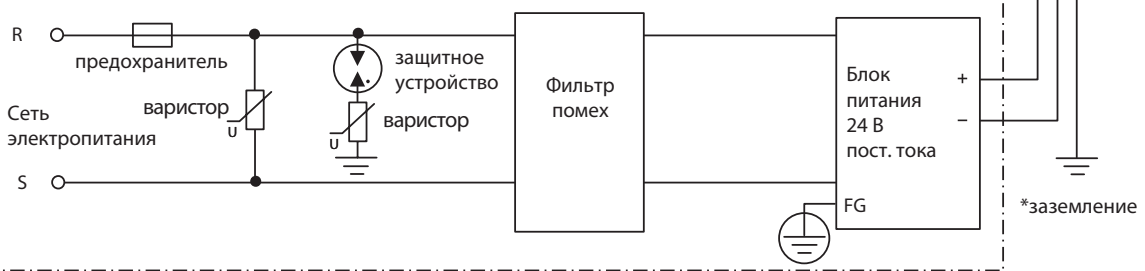 R
предохранитель
защитное
устройство
варистор
U
варистор
U
Сеть
электропитания
S
Фильтр
помех
Блок
питания
24 В
пост. тока
+
−
FG
*заземление